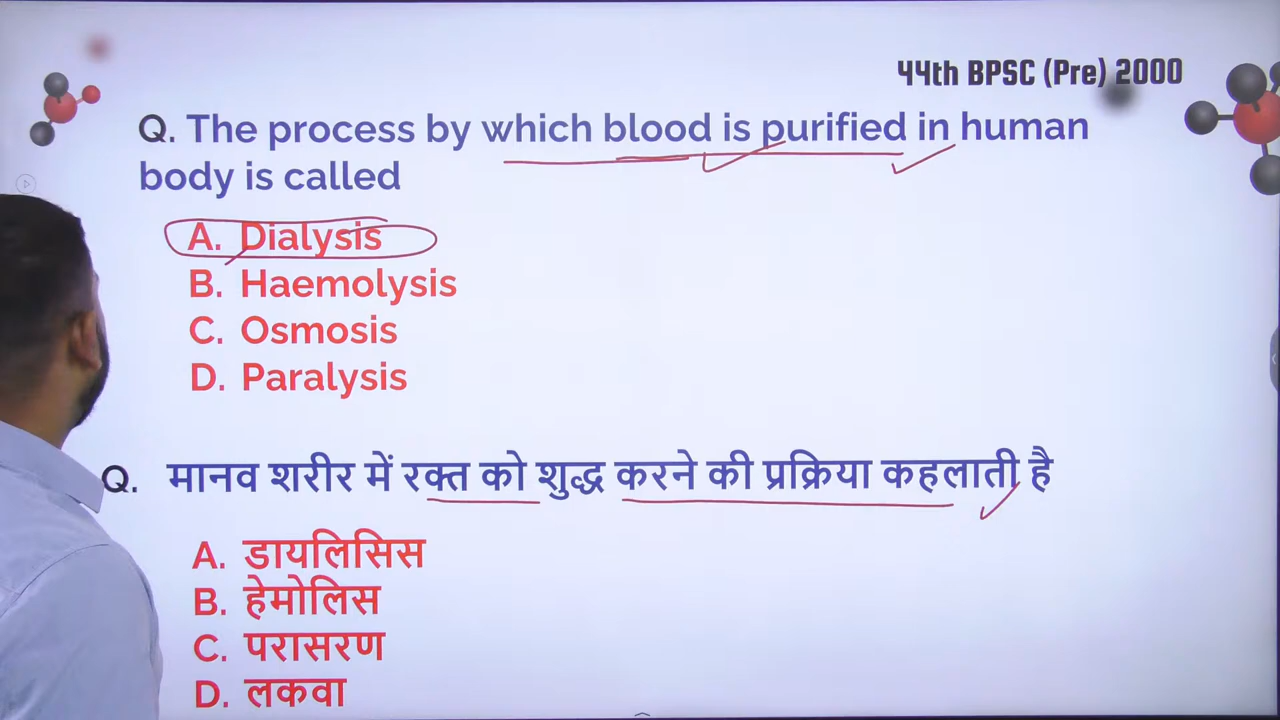 44th BPSC (Pre) 2000
Q. The process by which blood is purified in human
body is called
A. Dialysis
B. Haemolysis
C. Osmosis
D. Paralysis
Q. मानव शरीर में रक्त को शुद्ध करने की प्रक्रिया कहलाती है
A. डायलिसिस
B. हेमोलिस
C. परासरण
D. लकवा